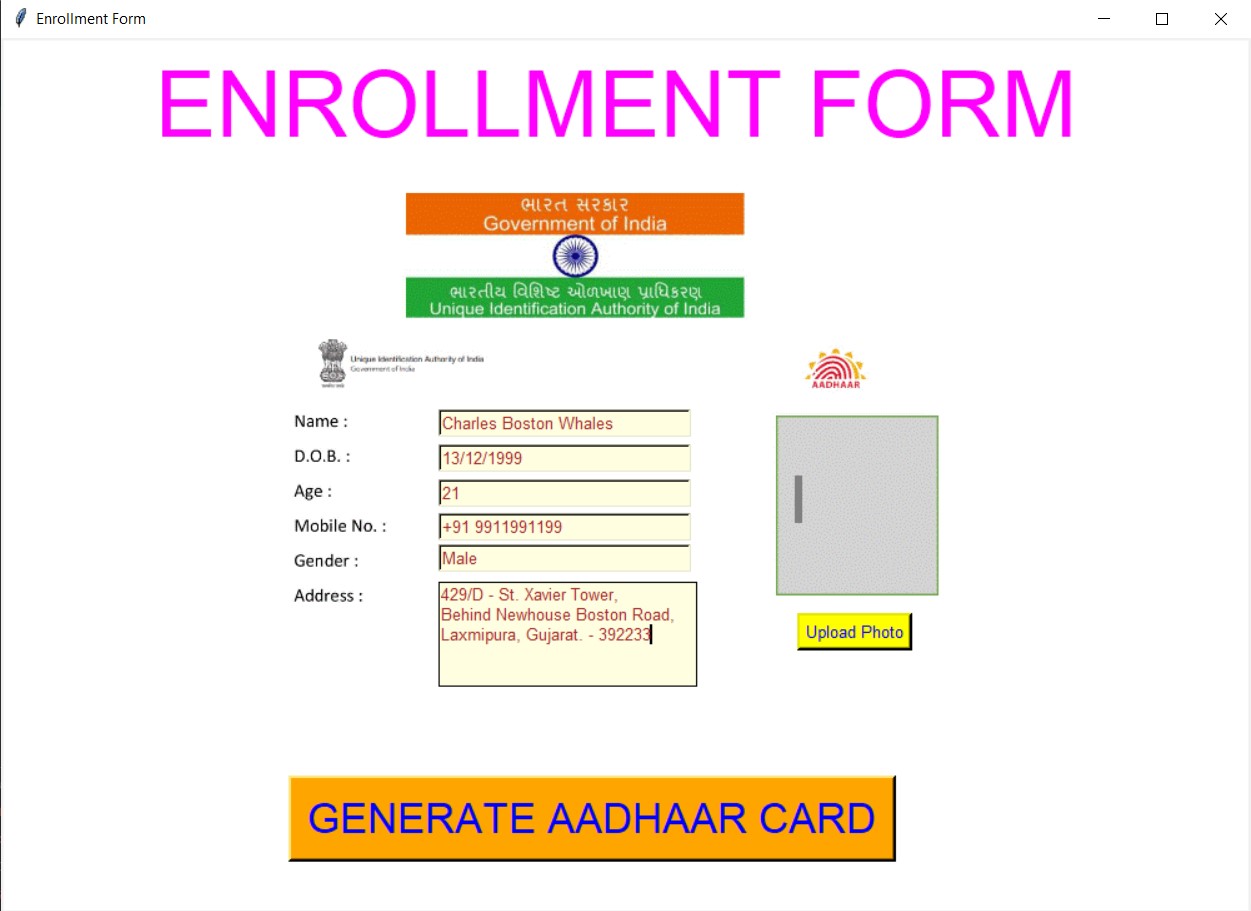 Enrollment Form
ENROLLMENT FORM
ભારત સરકાર
Government of India
ભારતીય વિશિષ્ટ ઓળખાણ પ્રાધિકરણ
Unique Identification Authority of India
Unique Identification Authority of India
Government of India
AADHAAR
Name :
Charles Boston Whales
D.O.B. :
13/12/1999
Age :
21
Mobile No. :
+91 9911991199
Gender :
Male
Address :
429/D - St. Xavier Tower,
Behind Newhouse Boston Road,
Laxmipura, Gujarat. - 392233
Upload Photo
GENERATE AADHAAR CARD